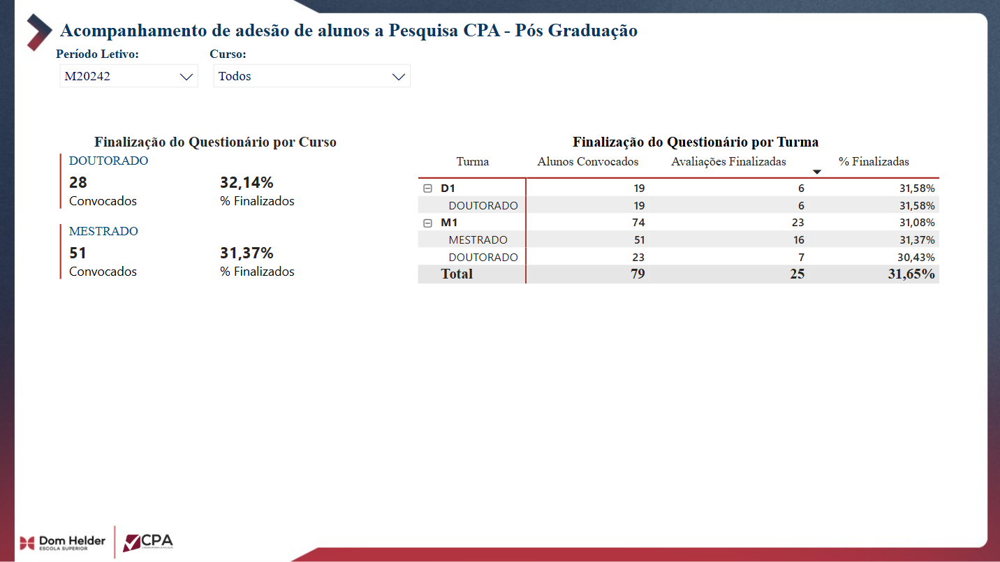 Acompanhamento de adesão de alunos a Pesquisa CPA - Pós Graduação
Período Letivo: Curso:
M20242 Todos
Finalização do Questionário por Curso
DOUTORADO
28 32,14%
Convocados % Finalizados
MESTRADO
51 31,37%
Convocados % Finalizados
Finalização do Questionário por Turma
Turma Alunos Convocados Avaliações Finalizadas % Finalizadas
D1 19 6 31,58%
DOUTORADO 19 6 31,58%
M1 74 23 31,08%
MESTRADO 51 16 31,37%
DOUTORADO 23 7 30,43%
Total 79 25 31,65%
Dom Helder
ESCOLA SUPERIOR
CPA